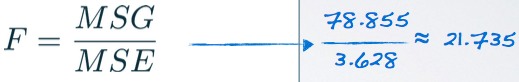 F = MSG / MSE → 78.855 / 3.628 ≈ 21.735